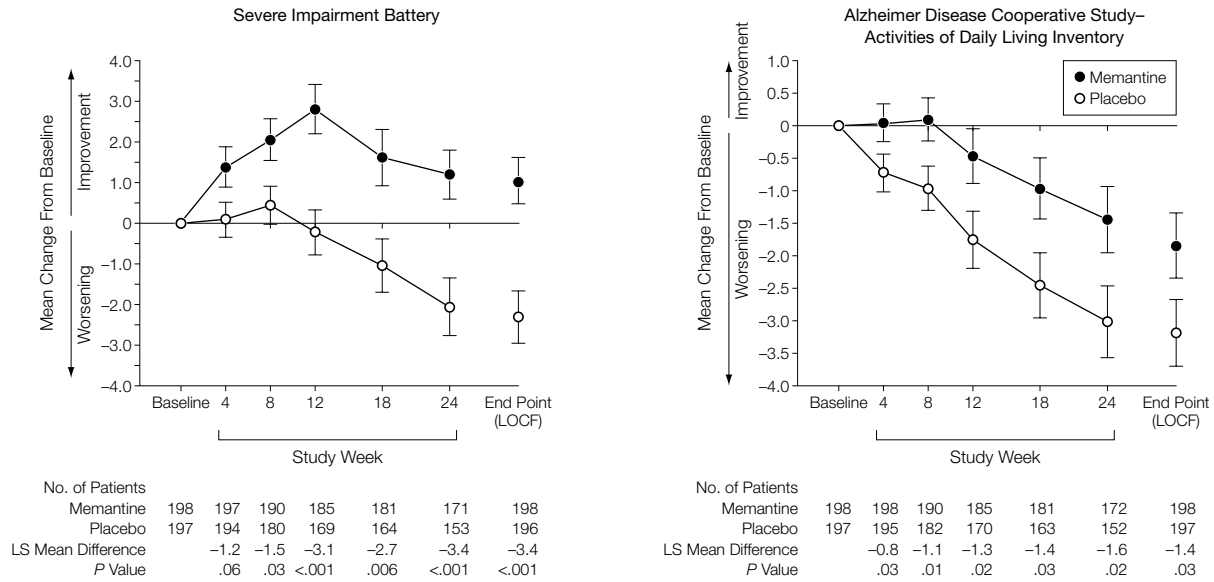 Severe Impairment Battery
Mean Change From Baseline
Worsening
Improvement
4.0
3.0
2.0
1.0
0
–1.0
–2.0
–3.0
–4.0
Baseline 4 8 12 18 24 End Point
(LOCF)
Study Week
No. of Patients
Memantine 198 197 190 185 181 171 198
Placebo 197 194 180 169 164 153 196
LS Mean Difference –1.2 –1.5 –3.1 –2.7 –3.4 –3.4
P Value .06 .03 <.001 .006 <.001 <.001
Alzheimer Disease Cooperative Study–
Activities of Daily Living Inventory
Memantine
Placebo
Mean Change From Baseline
Worsening
Improvement
1.0
0.5
0
–0.5
–1.0
–1.5
–2.0
–2.5
–3.0
–3.5
–4.0
Baseline 4 8 12 18 24 End Point
(LOCF)
Study Week
No. of Patients
Memantine 198 198 190 185 181 172 198
Placebo 197 195 182 170 163 152 197
LS Mean Difference –0.8 –1.1 –1.3 –1.4 –1.6 –1.4
P Value .03 .01 .02 .03 .02 .03